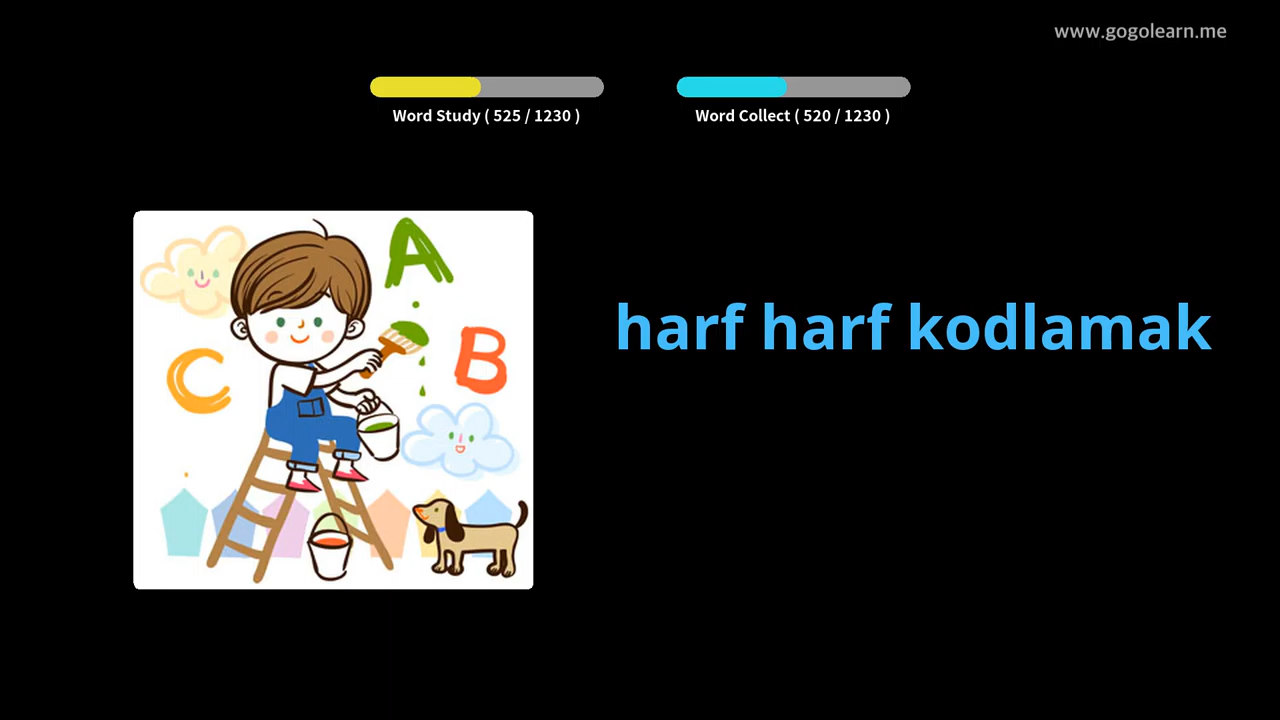 www.gogolearn.me
Word Study ( 525 / 1230 )
Word Collect ( 520 / 1230 )
A
B
C
harf harf kodlamak